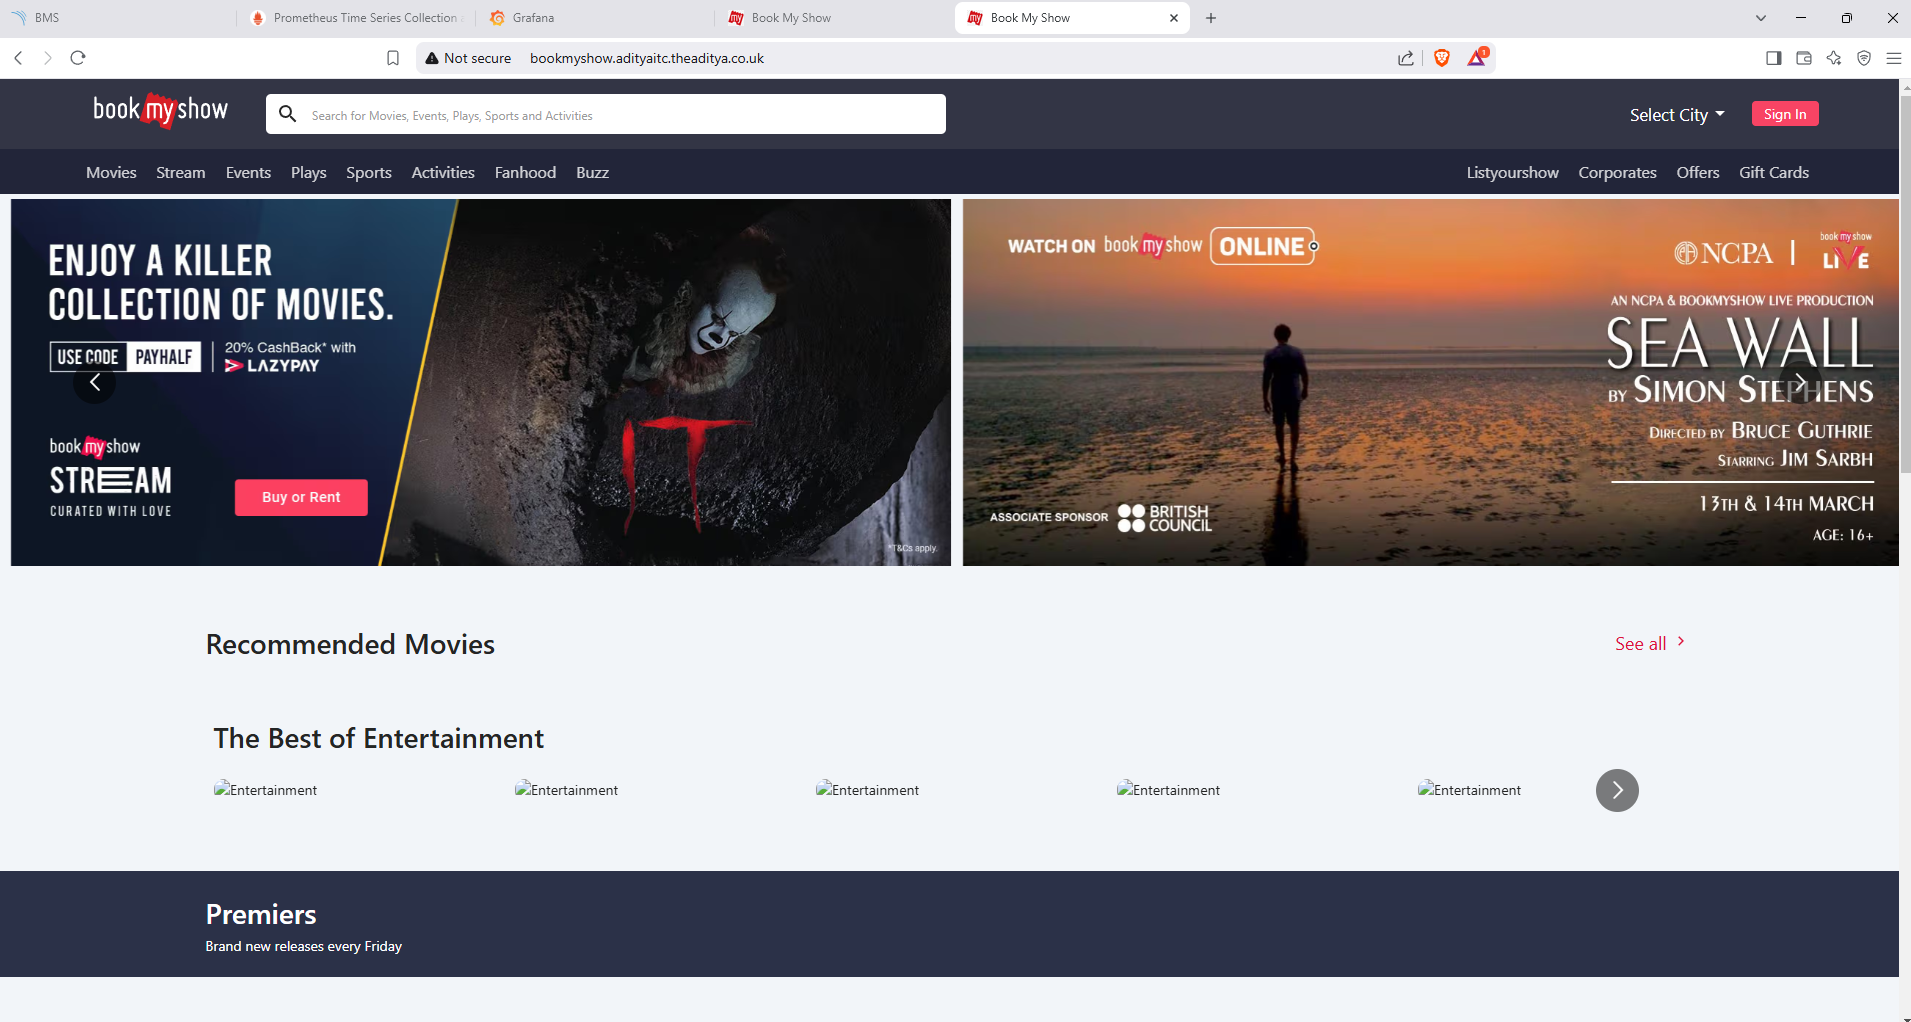 BMS
Prometheus Time Series Collection
Grafana
Book My Show
Book My Show
Not secure
bookmyshow.adityaitc.theaditya.co.uk
1
book my show
Search for Movies, Events, Plays, Sports and Activities
Select City
Sign In
Movies Stream Events Plays Sports Activities Fanhood Buzz
Listyourshow Corporates Offers Gift Cards
ENJOY A KILLER
COLLECTION OF MOVIES.
USE CODE PAYHALF
20% CashBack* with
LAZYPAY
IT
book my show
STREAM
CURATED WITH LOVE
Buy or Rent
*T&Cs apply.
WATCH ON book my show ONLINE
NCPA
book my show
LIVE
AN NCPA & BOOKMYSHOW LIVE PRODUCTION
SEA WALL
BY SIMON STEPHENS
DIRECTED BY BRUCE GUTHRIE
STARRING JIM SARBH
13TH & 14TH MARCH
AGE: 16+
ASSOCIATE SPONSOR
BRITISH
COUNCIL
Recommended Movies
See all
The Best of Entertainment
Entertainment Entertainment Entertainment Entertainment Entertainment
Premiers
Brand new releases every Friday